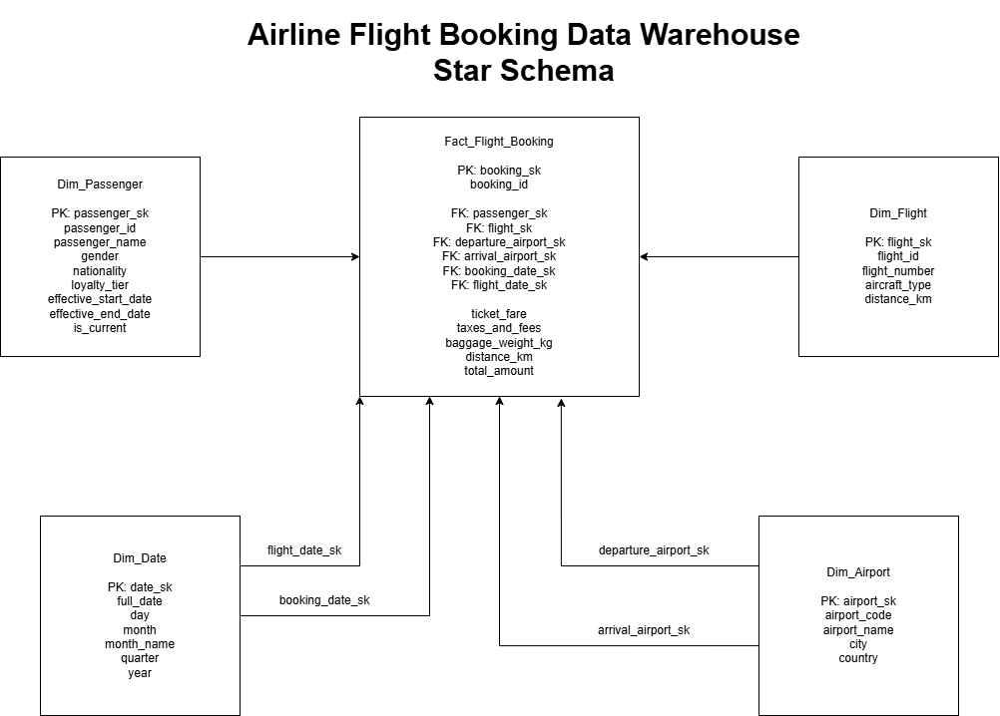 Airline Flight Booking Data Warehouse
Star Schema
Fact_Flight_Booking
PK: booking_sk
booking_id
FK: passenger_sk
FK: flight_sk
FK: departure_airport_sk
FK: arrival_airport_sk
FK: booking_date_sk
FK: flight_date_sk
ticket_fare
taxes_and_fees
baggage_weight_kg
distance_km
total_amount
Dim_Passenger
PK: passenger_sk
passenger_id
passenger_name
gender
nationality
loyalty_tier
effective_start_date
effective_end_date
is_current
Dim_Flight
PK: flight_sk
flight_id
flight_number
aircraft_type
distance_km
flight_date_sk
booking_date_sk
departure_airport_sk
arrival_airport_sk
Dim_Date
PK: date_sk
full_date
day
month
month_name
quarter
year
Dim_Airport
PK: airport_sk
airport_code
airport_name
city
country